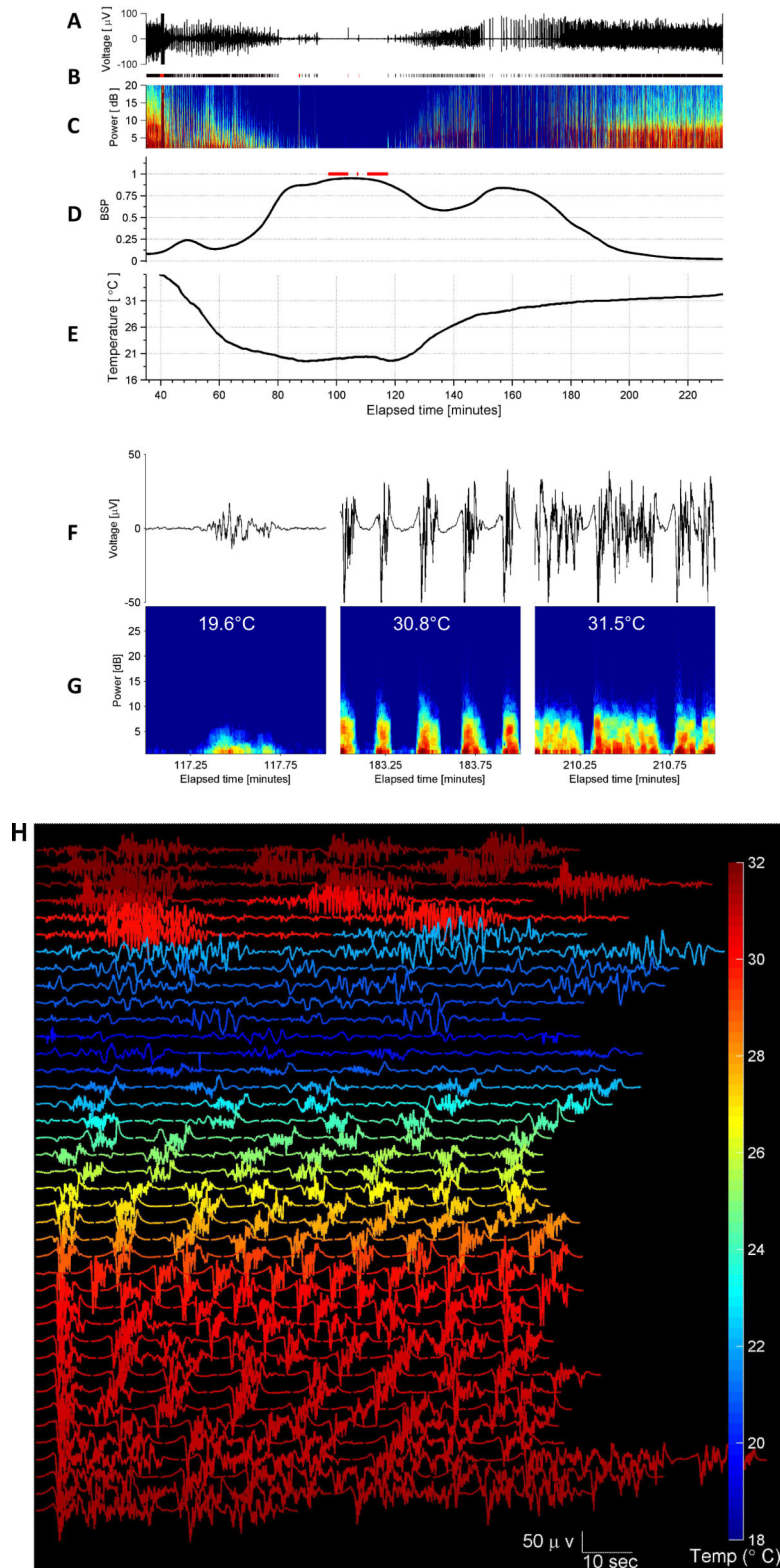 A
Voltage [ μV]
100
0
-100
B
C
Power [ dB]
20
15
10
5
D
BSP
1
0.75
0.5
0.25
0
E
Temperature [ °C]
31
26
21
16
40 60 80 100 120 140 160 180 200 220
Elapsed time [minutes]
F
Voltage [μV]
50
0
-50
G
Power [dB]
25
20
15
10
5
19.6°C 30.8°C 31.5°C
117.25 117.75 183.25 183.75 210.25 210.75
Elapsed time [minutes] Elapsed time [minutes] Elapsed time [minutes]
H
32
30
28
26
24
22
20
18
50 μ v
10 sec
Temp (° C)